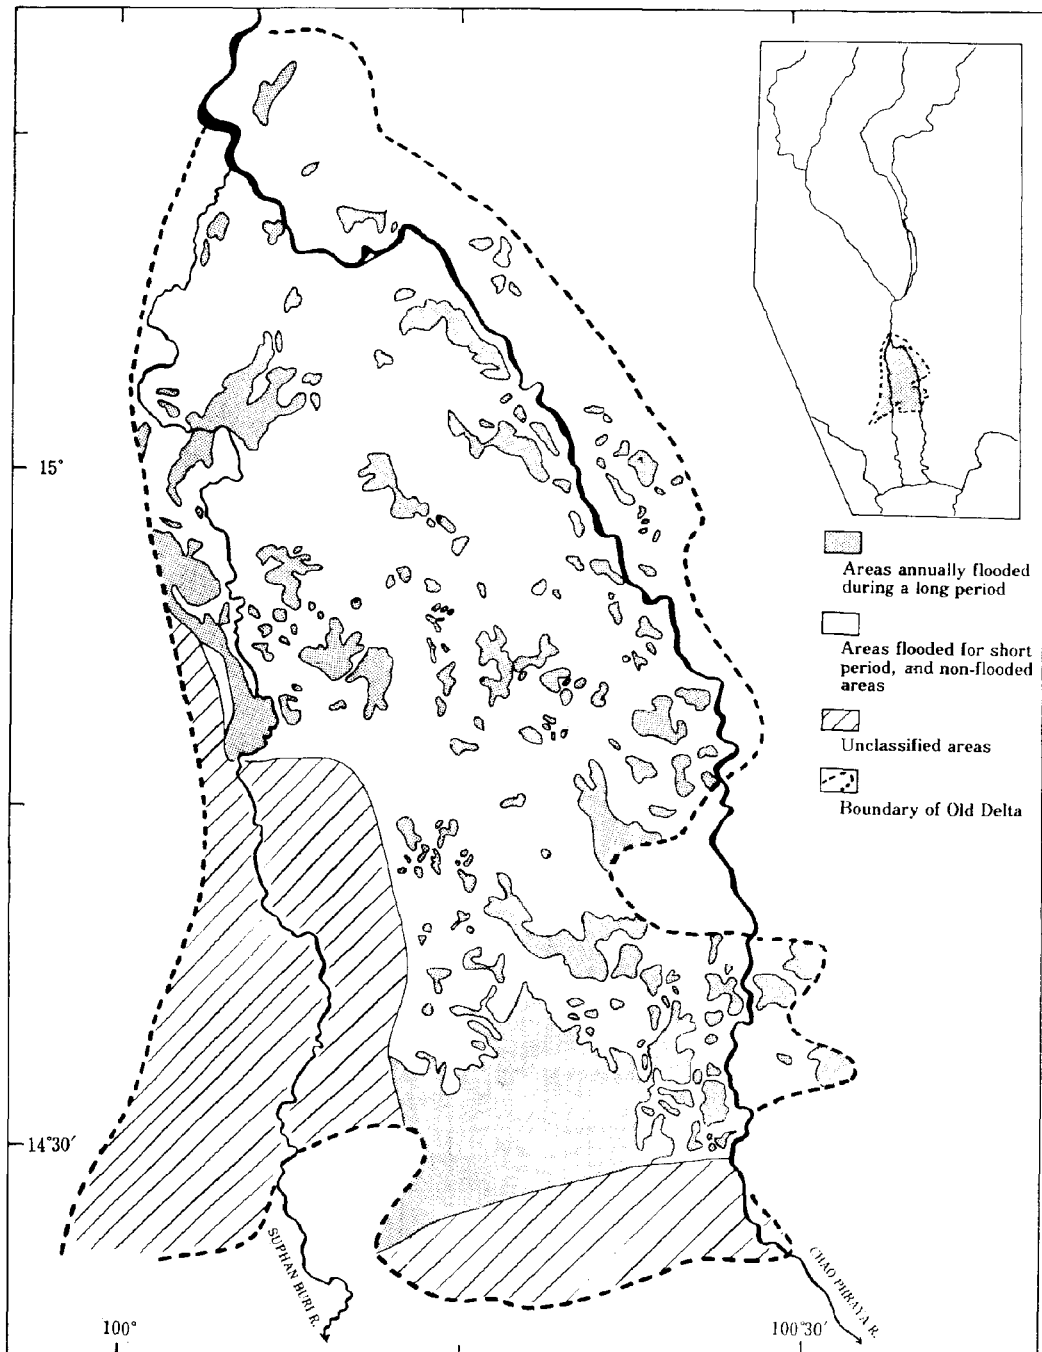 15°
14°30′
100°
100°30′
SUPHAN BURI R.
CHAO PHRAYA R.
Areas annually flooded
during a long period
Areas flooded for short
period, and non-flooded
areas
Unclassified areas
Boundary of Old Delta